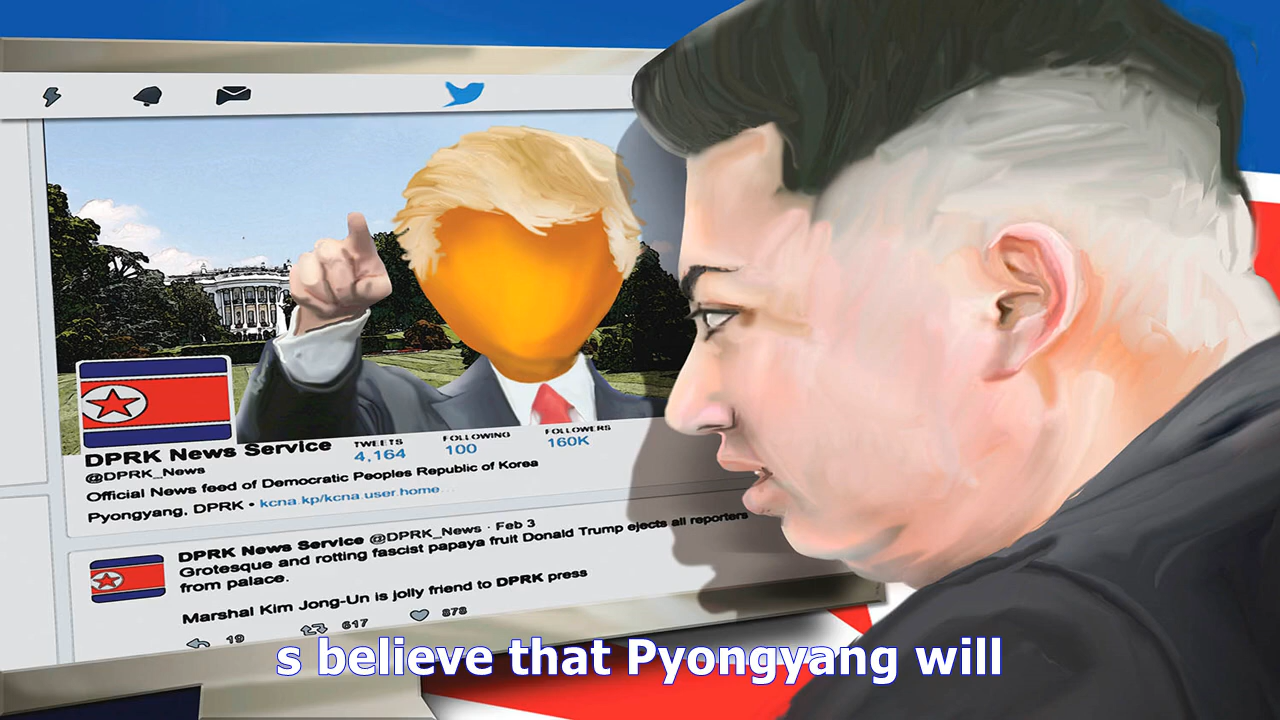 DPRK News Service
TWEETS FOLLOWING FOLLOWERS
4,164 100 160K
@DPRK_News
Official News feed of Democratic Peoples Republic of Korea
Pyongyang, DPRK • kcna.kp/kcna.user.home...
DPRK News Service @DPRK_News · Feb 3
Grotesque and rotting fascist papaya fruit Donald Trump ejects all reporters
from palace.
Marshal Kim Jong-Un is jolly friend to DPRK press
19 617 878
s believe that Pyongyang will